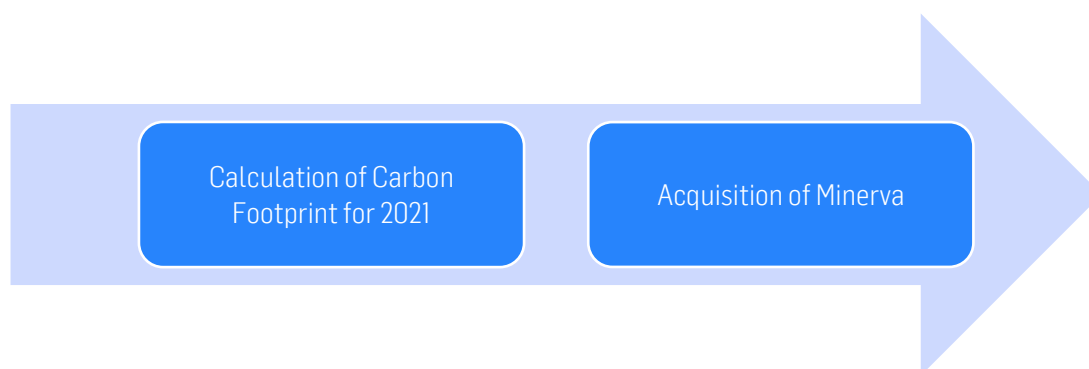 Calculation of Carbon
Footprint for 2021
Acquisition of Minerva